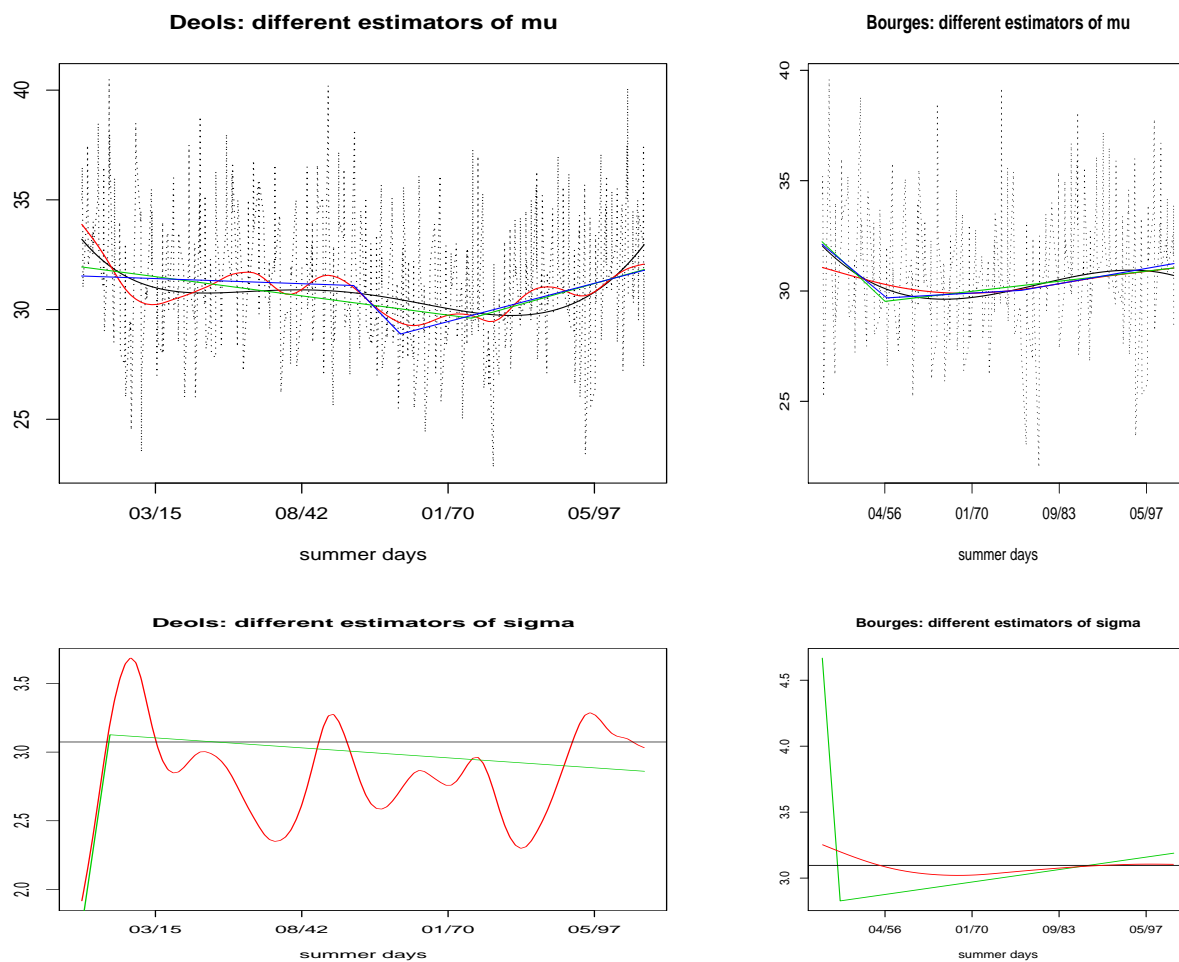 Deols: different estimators of mu
40
35
30
25
03/15 08/42 01/70 05/97
summer days
Bourges: different estimators of mu
40
35
30
25
04/56 01/70 09/83 05/97
summer days
Deols: different estimators of sigma
3.5
3.0
2.5
2.0
03/15 08/42 01/70 05/97
summer days
Bourges: different estimators of sigma
4.5
4.0
3.5
3.0
04/56 01/70 09/83 05/97
summer days